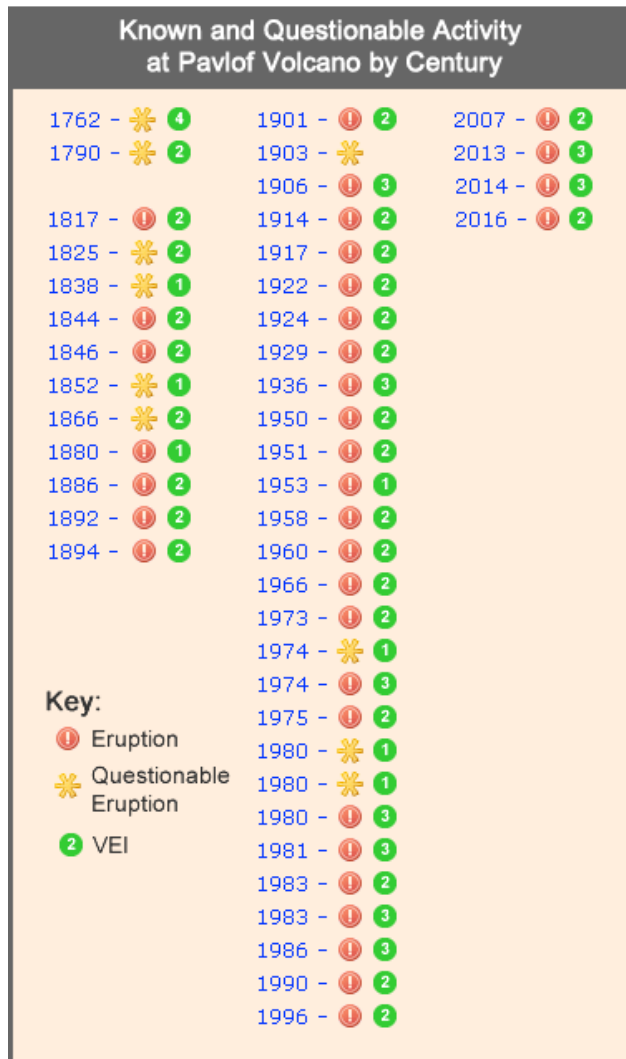 Known and Questionable Activity
at Pavlof Volcano by Century
1762 - 4
1790 - 2
1817 - ! 2
1825 - 2
1838 - 1
1844 - ! 2
1846 - ! 2
1852 - 1
1866 - 2
1880 - ! 1
1886 - ! 2
1892 - ! 2
1894 - ! 2
Key:
! Eruption
Questionable
Eruption
2 VEI
1901 - ! 2
1903 -
1906 - ! 3
1914 - ! 2
1917 - ! 2
1922 - ! 2
1924 - ! 2
1929 - ! 2
1936 - ! 3
1950 - ! 2
1951 - ! 2
1953 - ! 1
1958 - ! 2
1960 - ! 2
1966 - ! 2
1973 - ! 2
1974 - 1
1974 - ! 3
1975 - ! 2
1980 - 1
1980 - 1
1980 - ! 3
1981 - ! 3
1983 - ! 2
1983 - ! 3
1986 - ! 3
1990 - ! 2
1996 - ! 2
2007 - ! 2
2013 - ! 3
2014 - ! 3
2016 - ! 2